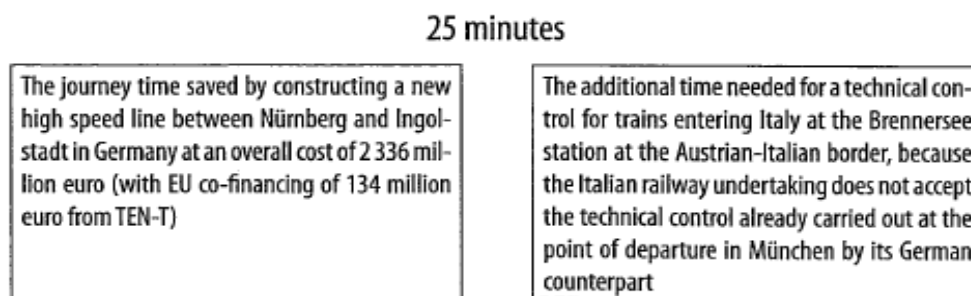 25 minutes
The journey time saved by constructing a new
high speed line between Nürnberg and Ingol-
stadt in Germany at an overall cost of 2 336 mil-
lion euro (with EU co-financing of 134 million
euro from TEN-T)
The additional time needed for a technical con-
trol for trains entering Italy at the Brennersee
station at the Austrian-Italian border, because
the Italian railway undertaking does not accept
the technical control already carried out at the
point of departure in München by its German
counterpart